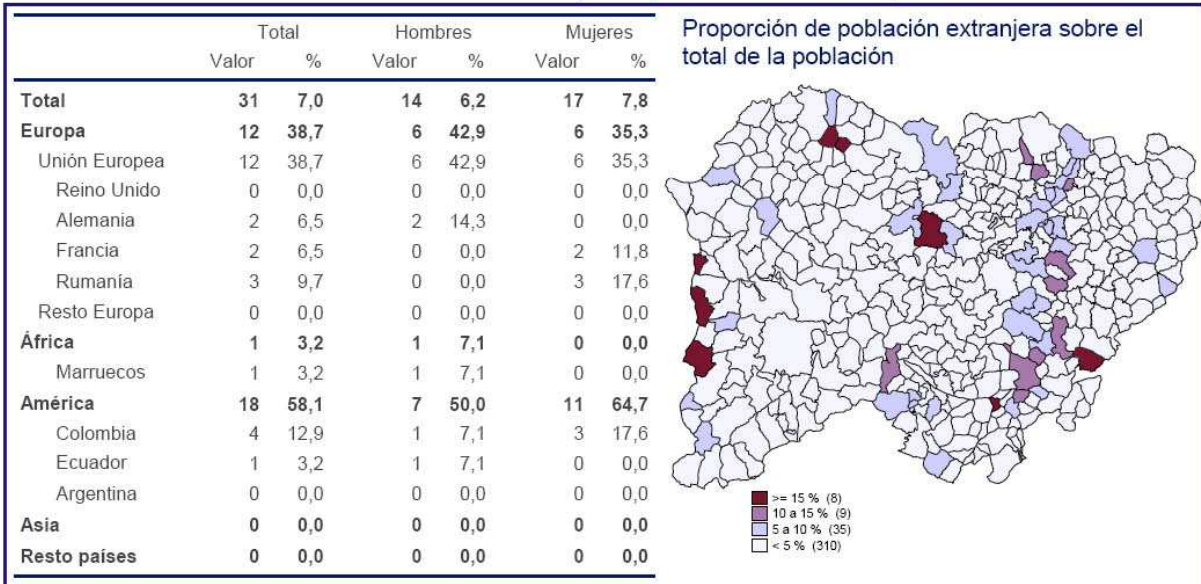 Total Hombres Mujeres
Valor % Valor % Valor %
Total 31 7,0 14 6,2 17 7,8
Europa 12 38,7 6 42,9 6 35,3
Unión Europea 12 38,7 6 42,9 6 35,3
Reino Unido 0 0,0 0 0,0 0 0,0
Alemania 2 6,5 2 14,3 0 0,0
Francia 2 6,5 0 0,0 2 11,8
Rumanía 3 9,7 0 0,0 3 17,6
Resto Europa 0 0,0 0 0,0 0 0,0
África 1 3,2 1 7,1 0 0,0
Marruecos 1 3,2 1 7,1 0 0,0
América 18 58,1 7 50,0 11 64,7
Colombia 4 12,9 1 7,1 3 17,6
Ecuador 1 3,2 1 7,1 0 0,0
Argentina 0 0,0 0 0,0 0 0,0
Asia 0 0,0 0 0,0 0 0,0
Resto países 0 0,0 0 0,0 0 0,0
Proporción de población extranjera sobre el
total de la población
>= 15 % (8)
10 a 15 % (9)
5 a 10 % (35)
< 5 % (310)